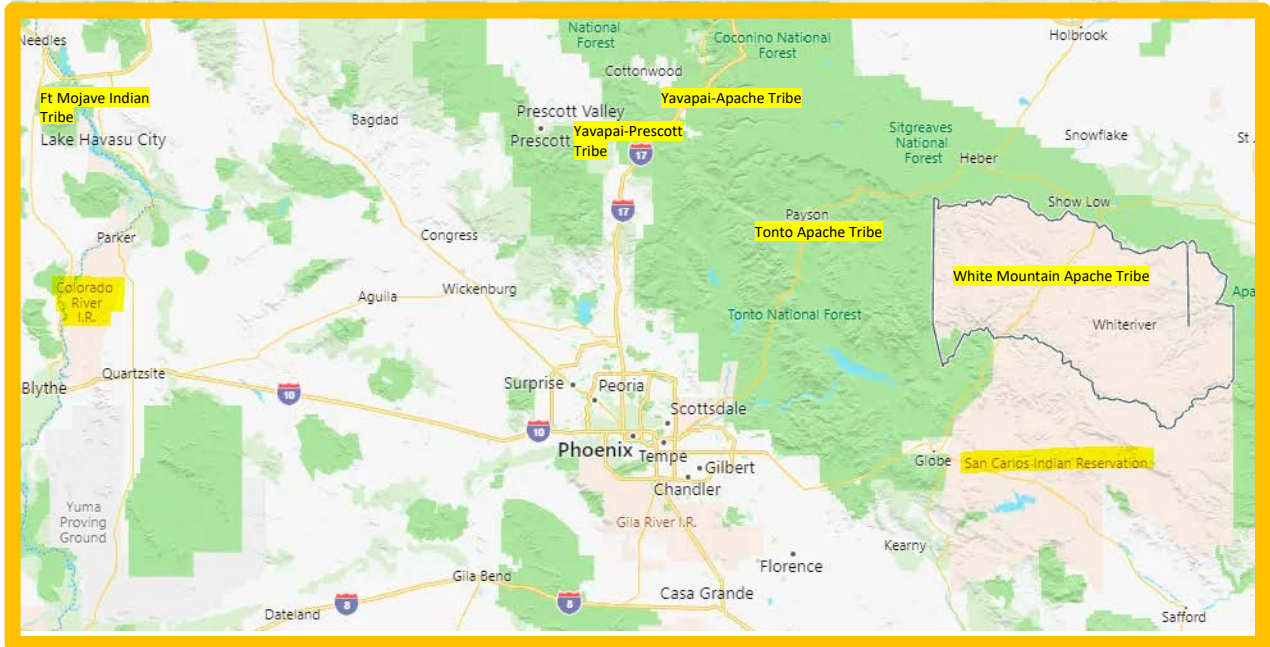 Needles
National
Forest
Coconino National
Forest
Holbrook
Cottonwood
Ft Mojave Indian
Tribe
Yavapai-Apache Tribe
Bagdad
Prescott Valley
Prescott
Yavapai-Prescott
Tribe
Lake Havasu City
17
Sitgreaves
National
Forest
Snowflake
St
Heber
17
Payson
Show Low
Tonto Apache Tribe
Parker
Congress
White Mountain Apache Tribe
Colorado
River
I.R.
Aguila
Wickenburg
Apa
Tonto National Forest
Whiteriver
Blythe
Quartzsite
10
Surprise
Peoria
Scottsdale
10
Phoenix
Tempe
Gilbert
Chandler
Globe
San Carlos Indian Reservation
Yuma
Proving
Ground
Gila River I.R.
Kearny
Florence
Gila Bend
Casa Grande
8
8
Dateland
Safford